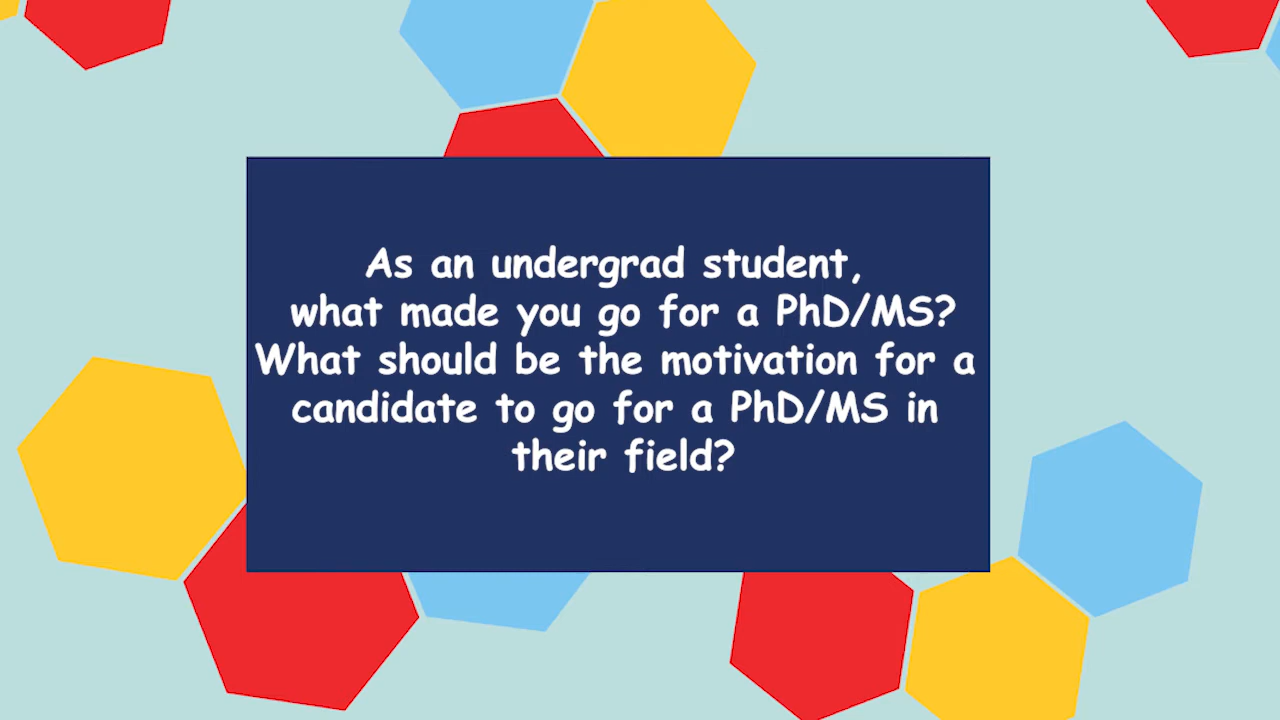 As an undergrad student,
what made you go for a PhD/MS?
What should be the motivation for a
candidate to go for a PhD/MS in
their field?